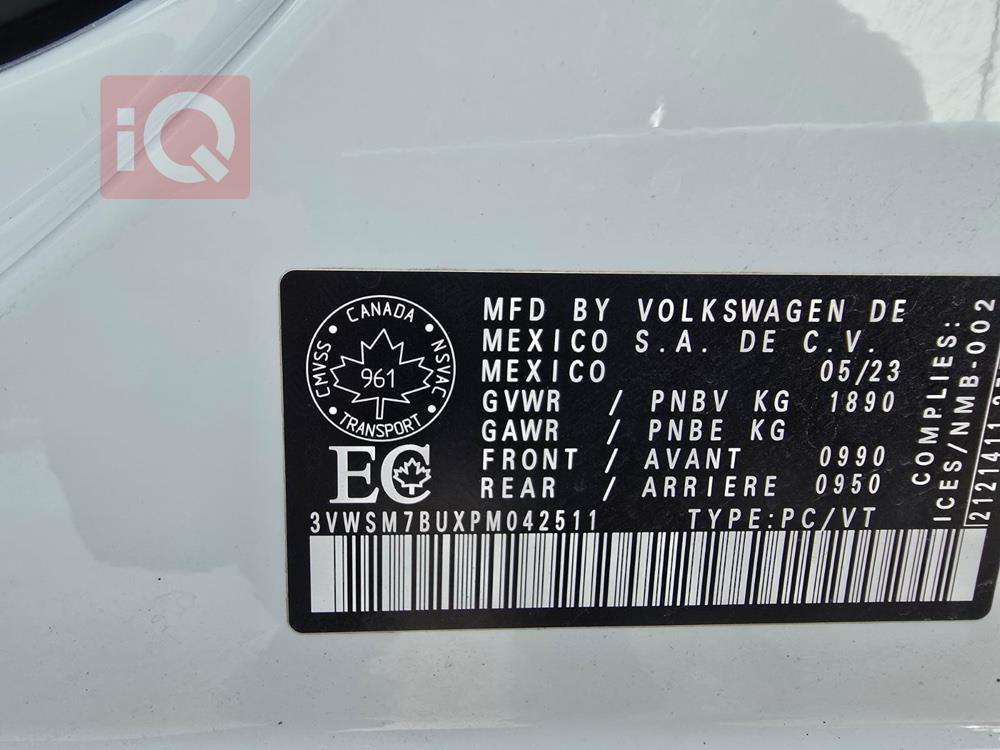 iQ
CANADA
CMVSS
NSVAC
961
TRANSPORT
EC
MFD BY VOLKSWAGEN DE
MEXICO S.A. DE C.V.
MEXICO 05/23
GVWR / PNBV KG 1890
GAWR / PNBE KG
FRONT / AVANT 0990
REAR / ARRIERE 0950
3VWSM7BUXPM042511 TYPE:PC/VT
COMPLIES:
ICES/NMB-002